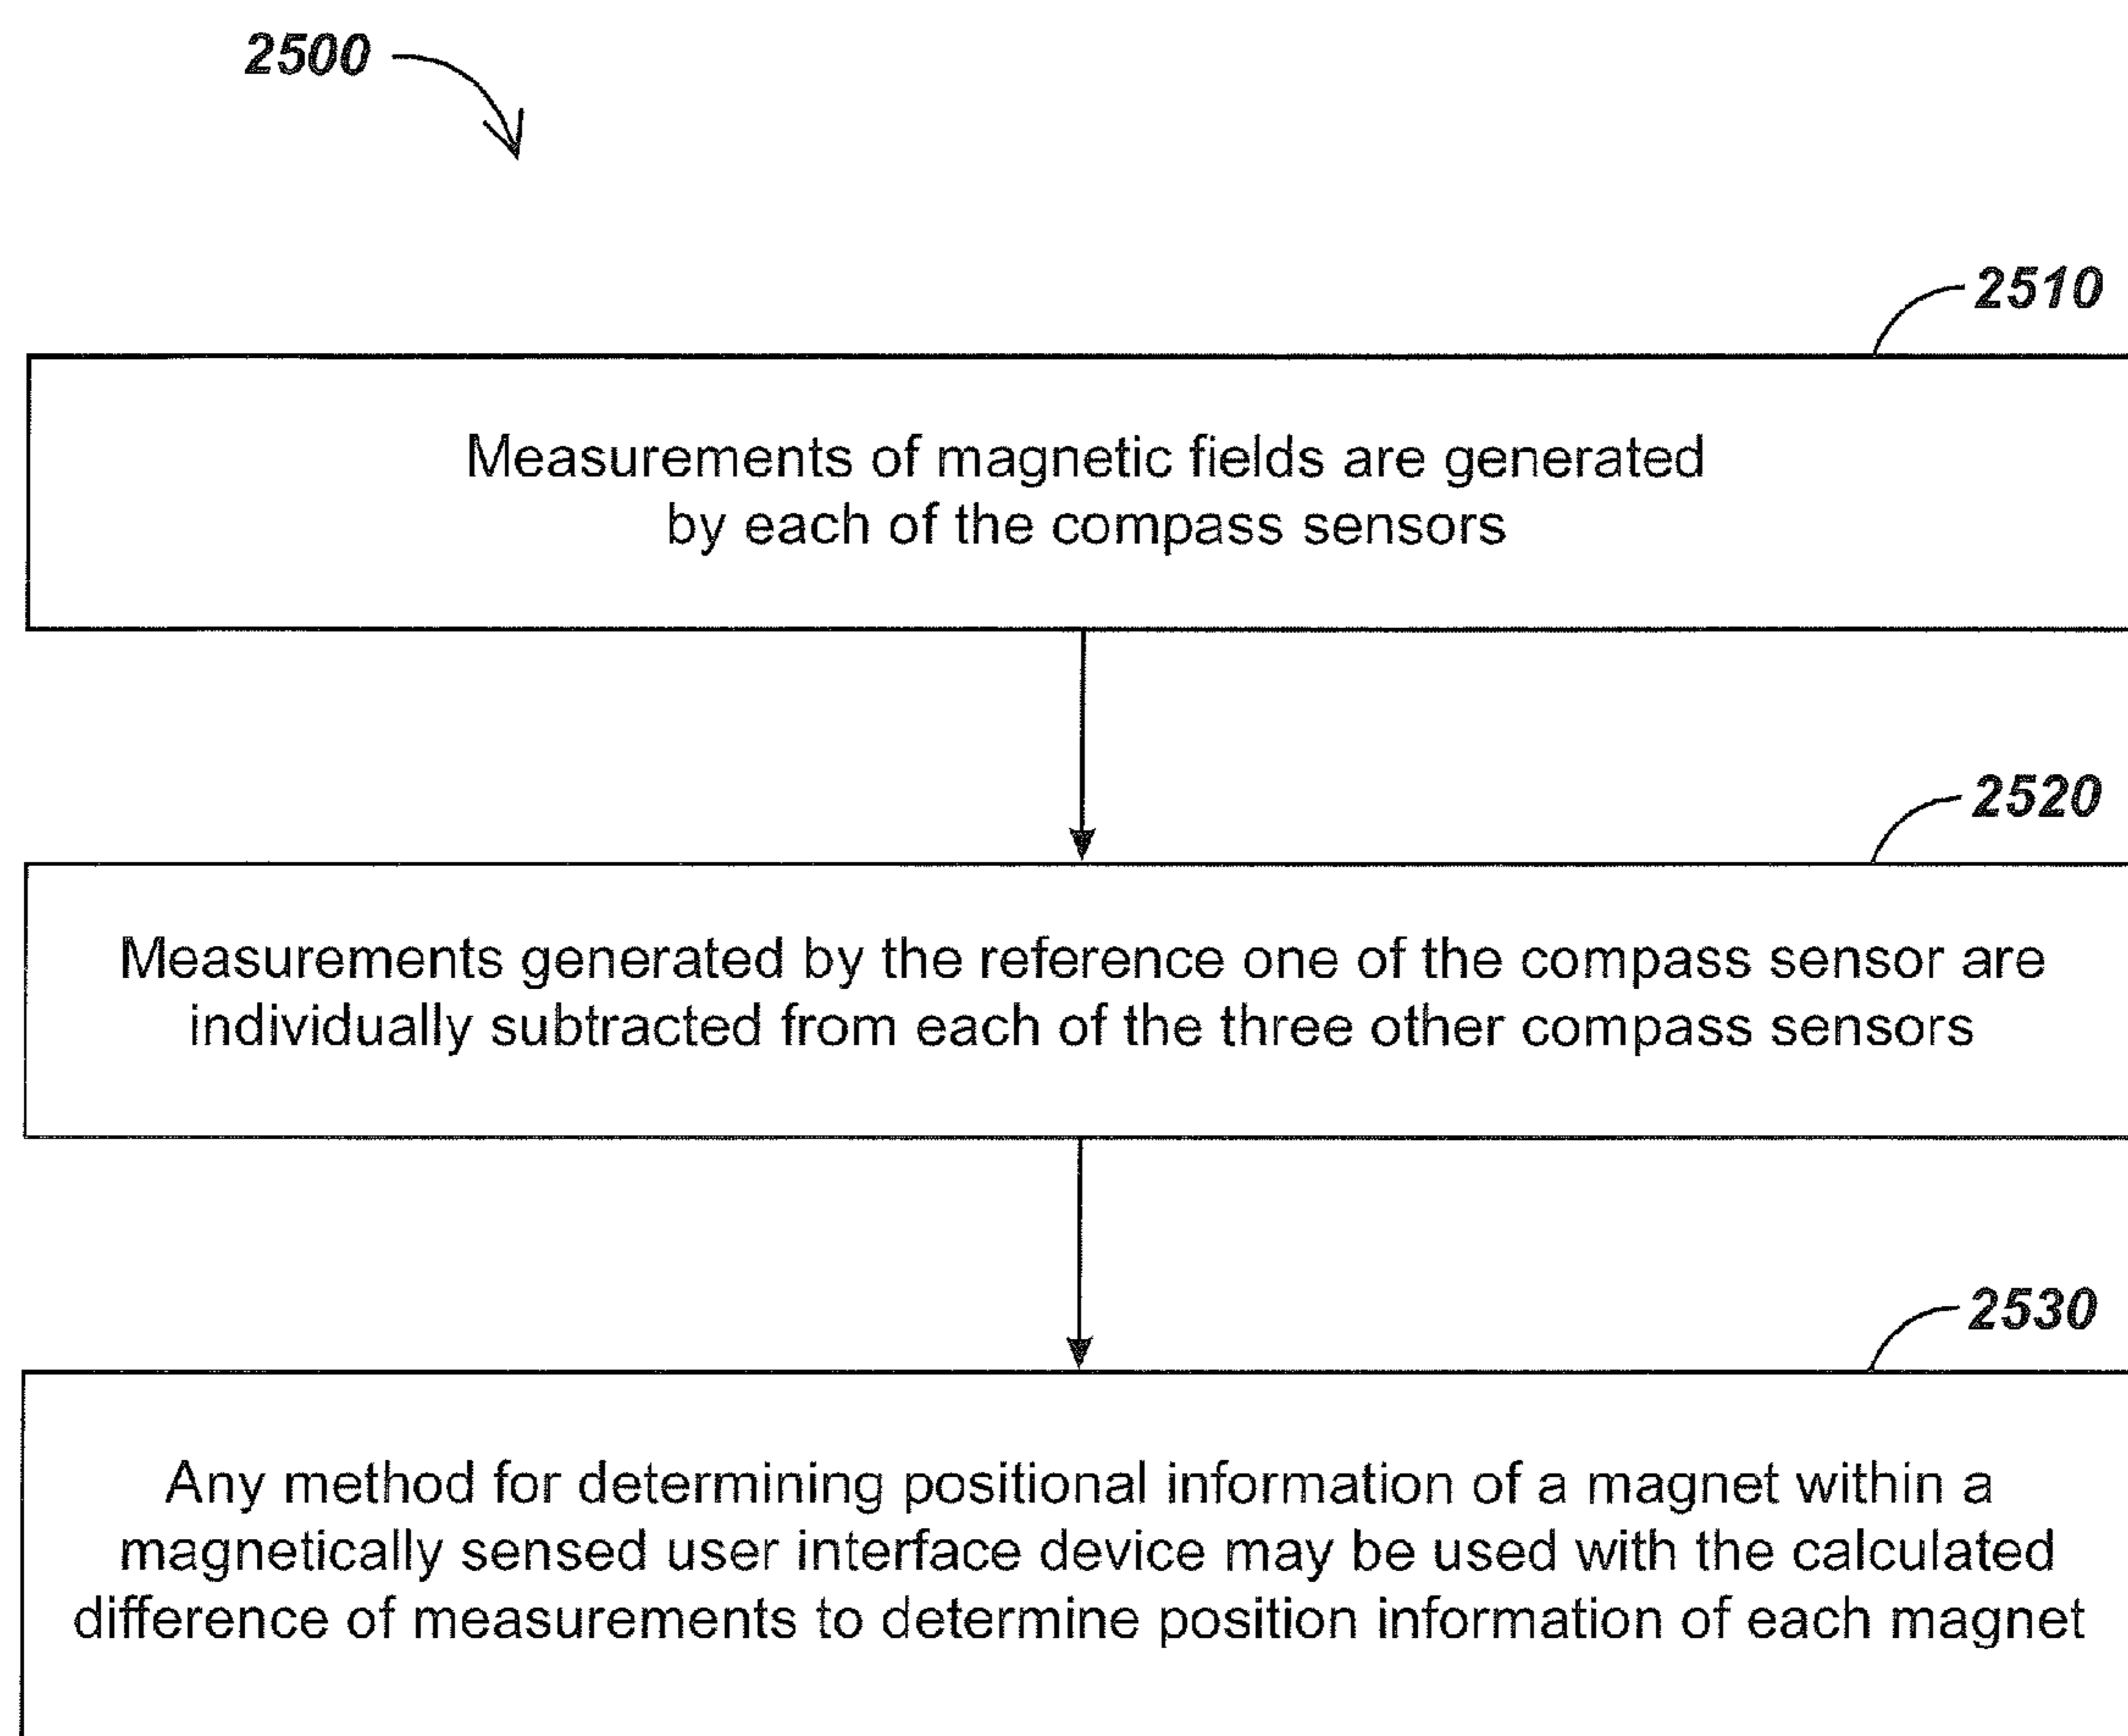 2500
2510
Measurements of magnetic fields are generated
by each of the compass sensors
2520
Measurements generated by the reference one of the compass sensor are
individually subtracted from each of the three other compass sensors
2530
Any method for determining positional information of a magnet within a
magnetically sensed user interface device may be used with the calculated
difference of measurements to determine position information of each magnet